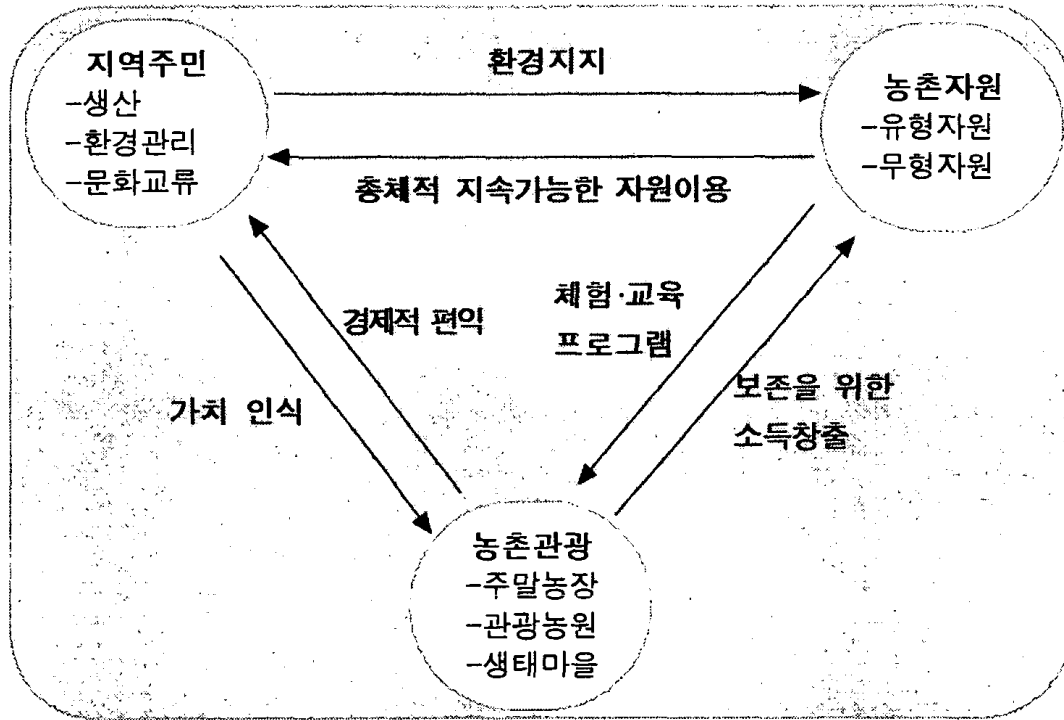 지역주민
-생산
-환경관리
-문화교류
환경지지
농촌자원
-유형자원
-무형자원
총체적 지속가능한 자원이용
경제적 편익
체험·교육
프로그램
가치 인식
보존을 위한
소득창출
농촌관광
-주말농장
-관광농원
-생태마을